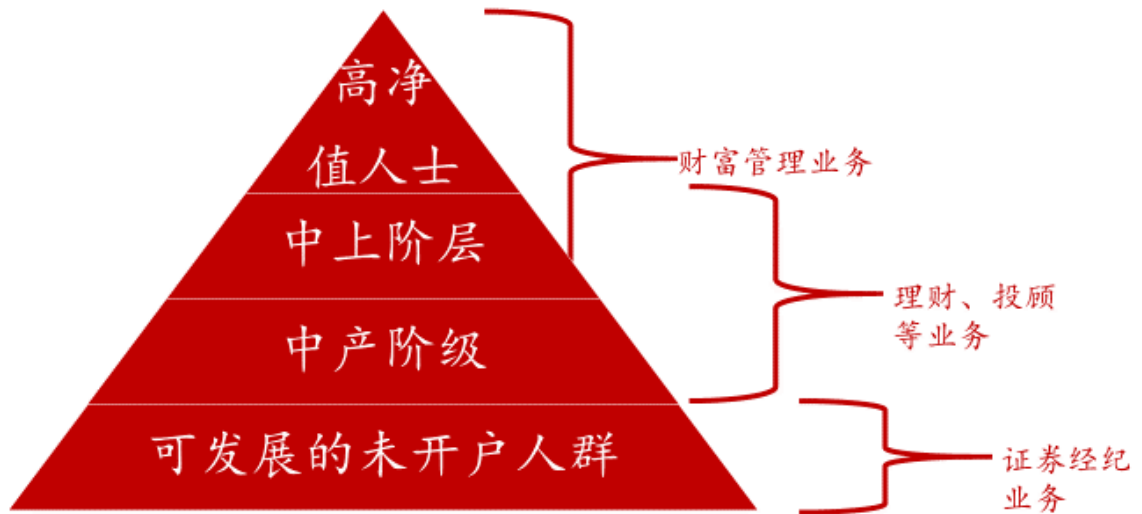 高净
值人士
中上阶层
中产阶级
可发展的未开户人群
财富管理业务
理财、投顾
等业务
证券经纪
业务